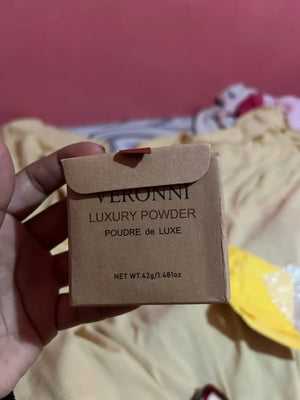 VERONNI
LUXURY POWDER
POUDRE de LUXE
NET WT.42g/1.481oz